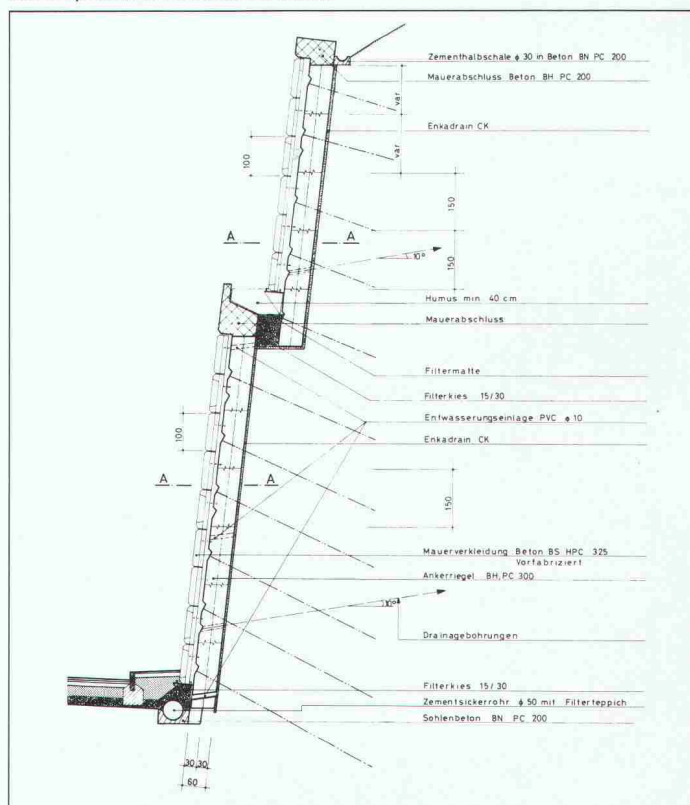 Zementhalbschale ϕ 30 in Beton BN PC 200
Mauerabschluss Beton BH PC 200
var
Enkadrain CK
var
100
150
A A
150
10°
Humus min 40 cm
Mauerabschluss
Filtermatte
Filterkies 15/30
Entwasserungseinlage PVC ϕ 10
100
Enkadrain CK
A A
150
Mauerverkleidung Beton BS HPC 325
Vorfabriziert
Ankerriegel BH, PC 300
10°
Drainagebohrungen
Filterkies 15/30
Zementsickerrohr ϕ 50 mit Filterteppich
Sohlenbeton BN PC 200
30 30
60